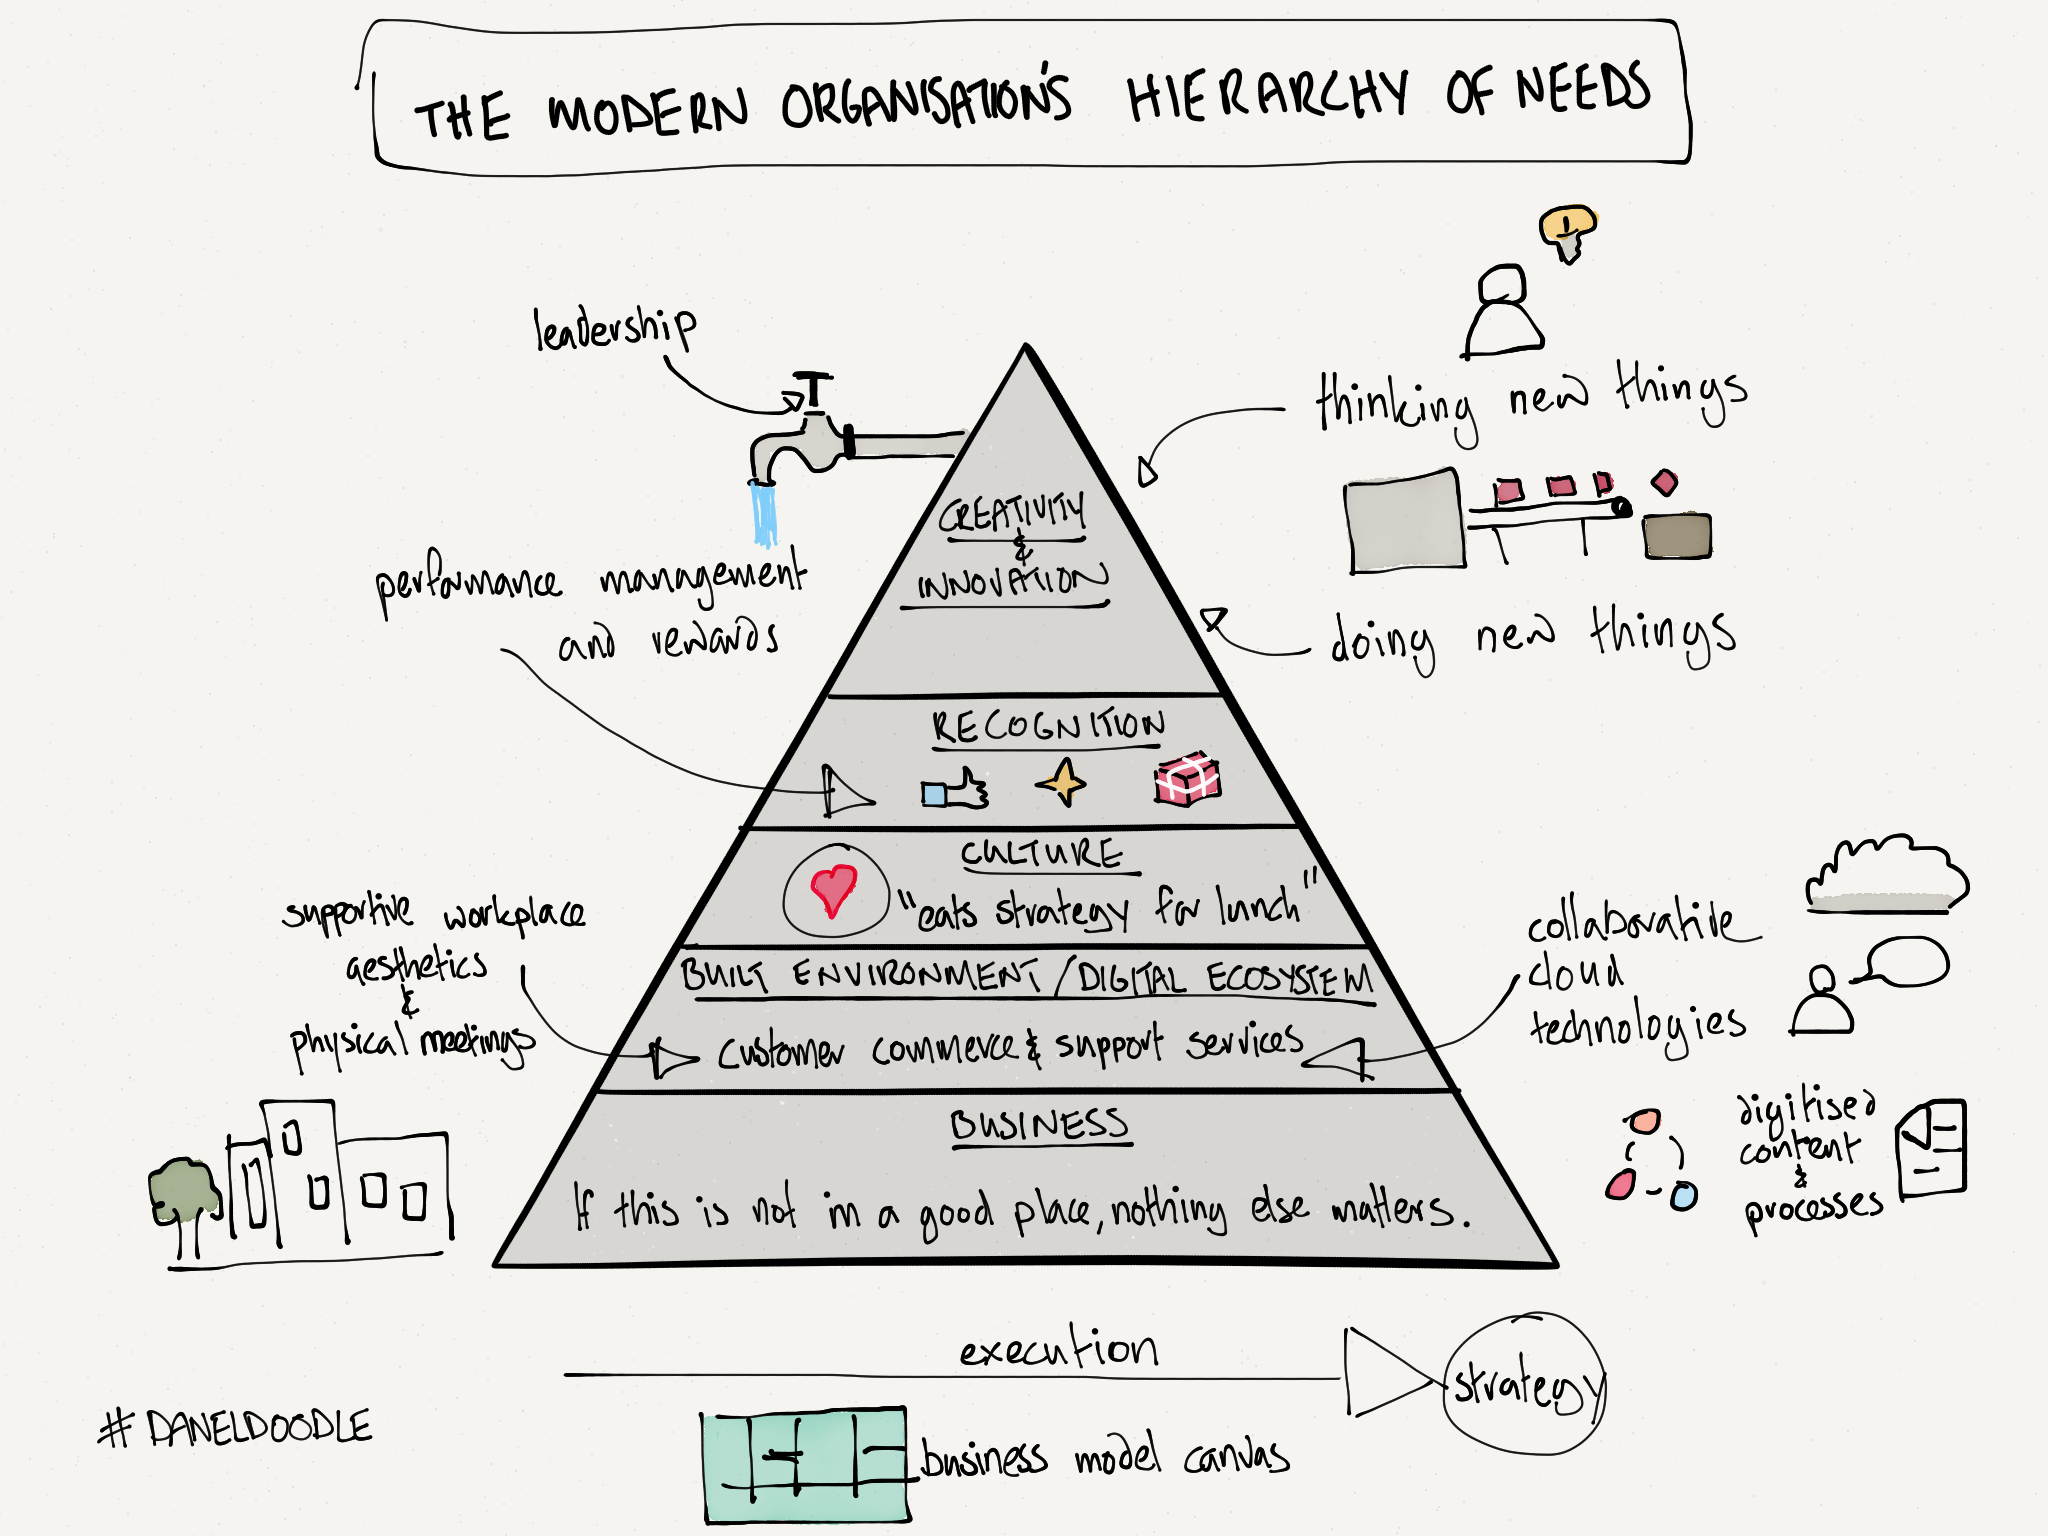 THE MODERN ORGANISATION'S HIERARCHY OF NEEDS
leadership
thinking new things
CREATIVITY
&
INNOVATION
performance management
and rewards
doing new things
RECOGNITION
CULTURE
"eats strategy for lunch"
supportive workplace
aesthetics
&
physical meetings
collaborative
cloud
technologies
BUILT ENVIRONMENT / DIGITAL ECOSYSTEM
Customer commerce & support services
BUSINESS
If this is not in a good place, nothing else matters.
digitised
content
&
processes
execution
strategy
business model canvas
# DANELDOODLE